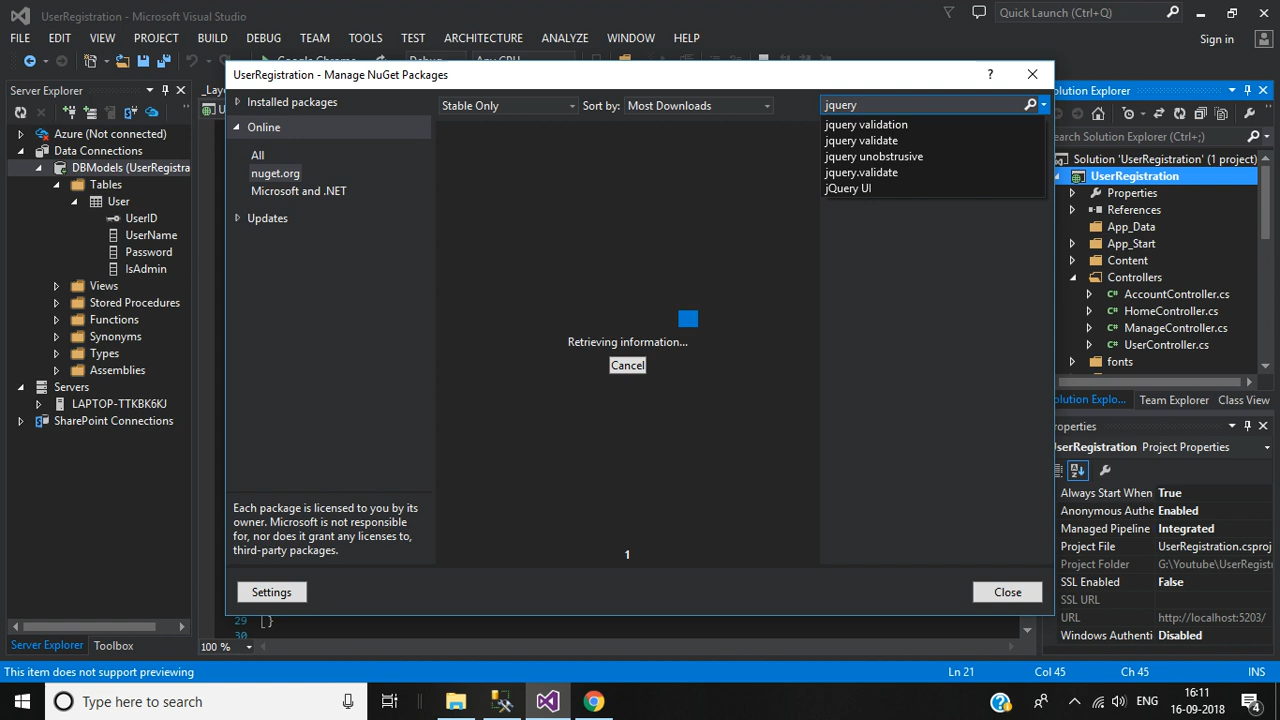 UserRegistration - Microsoft Visual Studio
Quick Launch (Ctrl+Q)
FILE EDIT VIEW PROJECT BUILD DEBUG TEAM TOOLS TEST ARCHITECTURE ANALYZE WINDOW HELP
Sign in
Server Explorer
Azure (Not connected)
Data Connections
DBModels (UserRegistra
Tables
User
UserID
UserName
Password
IsAdmin
Views
Stored Procedures
Functions
Synonyms
Types
Assemblies
Servers
LAPTOP-TTKBK6KJ
SharePoint Connections
Server Explorer Toolbox
UserRegistration - Manage NuGet Packages
?
Installed packages
Online
All
nuget.org
Microsoft and .NET
Updates
Each package is licensed to you by its
owner. Microsoft is not responsible
for, nor does it grant any licenses to,
third-party packages.
Settings
Stable Only
Sort by: Most Downloads
Retrieving information...
Cancel
1
jquery
jquery validation
jquery validate
jquery unobstrusive
jquery.validate
jQuery UI
Close
29 }
30
100 %
olution Explorer
(Ctrl+;)
Solution 'UserRegistration' (1 project)
UserRegistration
Properties
References
App_Data
App_Start
Content
Controllers
AccountController.cs
HomeController.cs
ManageController.cs
UserController.cs
fonts
olution Explo... Team Explorer Class View
roperties
UserRegistration Project Properties
Always Start When True
Anonymous Authe Enabled
Managed Pipeline Integrated
Project File UserRegistration.csproj
Project Folder G:\Youtube\UserRegistr
SSL Enabled False
SSL URL
URL http://localhost:5203/
Windows Authenti Disabled
This item does not support previewing
Ln 21 Col 45 Ch 45 INS
Type here to search
ENG
16:11
16-09-2018
4